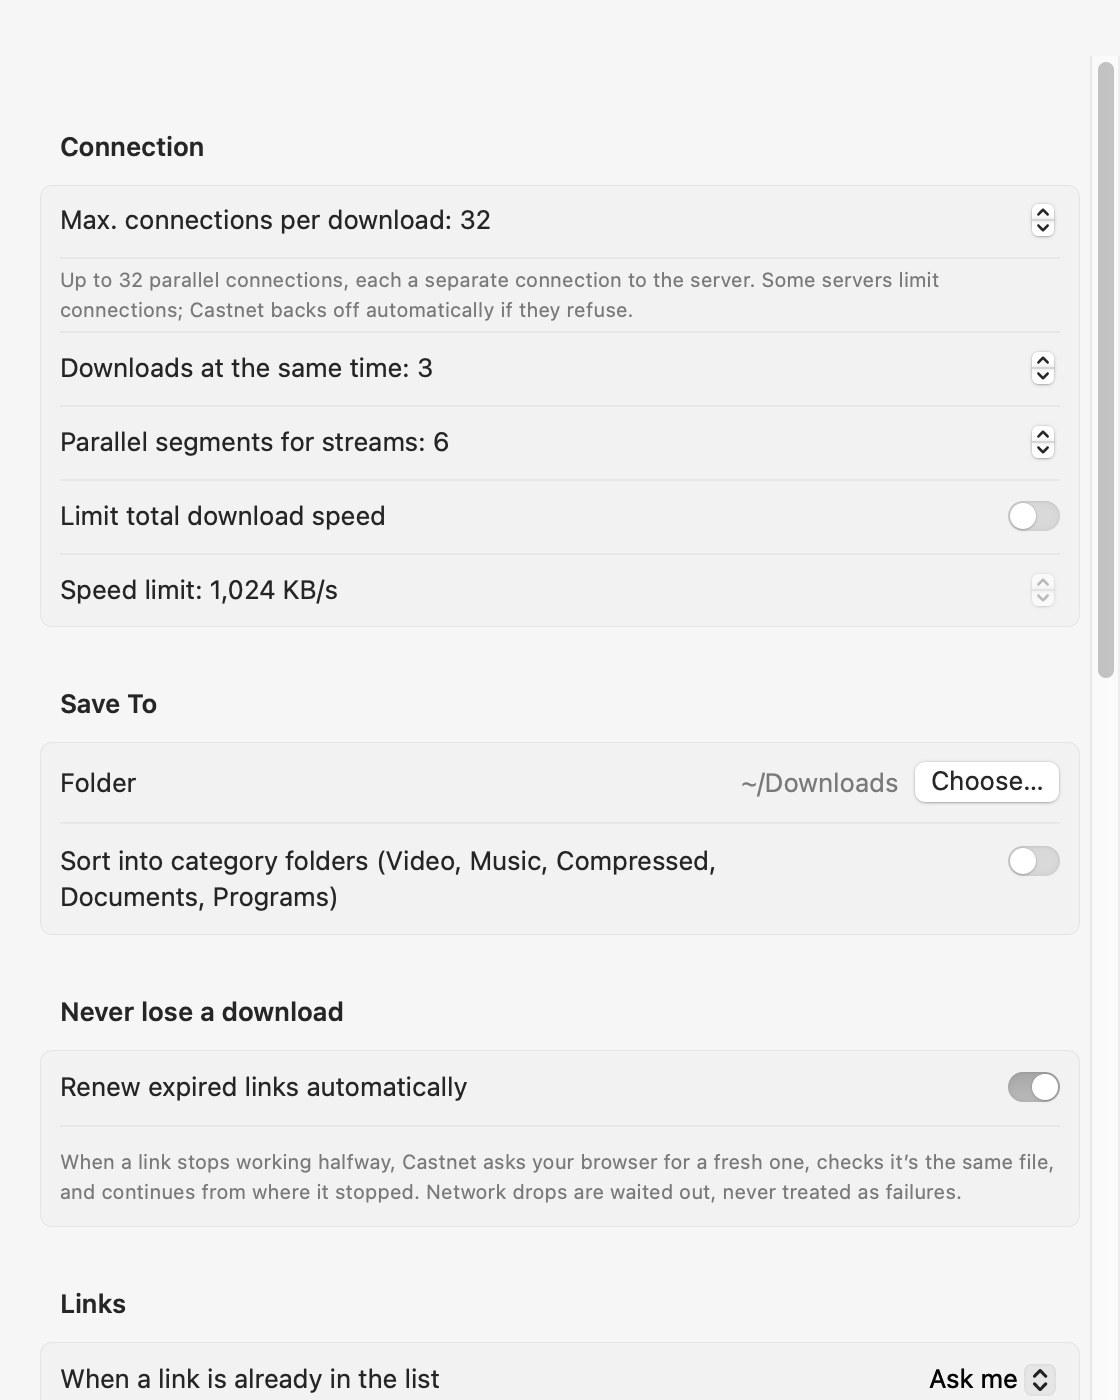 Connection
Max. connections per download: 32
Up to 32 parallel connections, each a separate connection to the server. Some servers limit
connections; Castnet backs off automatically if they refuse.
Downloads at the same time: 3
Parallel segments for streams: 6
Limit total download speed
Speed limit: 1,024 KB/s
Save To
Folder ~/Downloads Choose...
Sort into category folders (Video, Music, Compressed,
Documents, Programs)
Never lose a download
Renew expired links automatically
When a link stops working halfway, Castnet asks your browser for a fresh one, checks it’s the same file,
and continues from where it stopped. Network drops are waited out, never treated as failures.
Links
When a link is already in the list Ask me